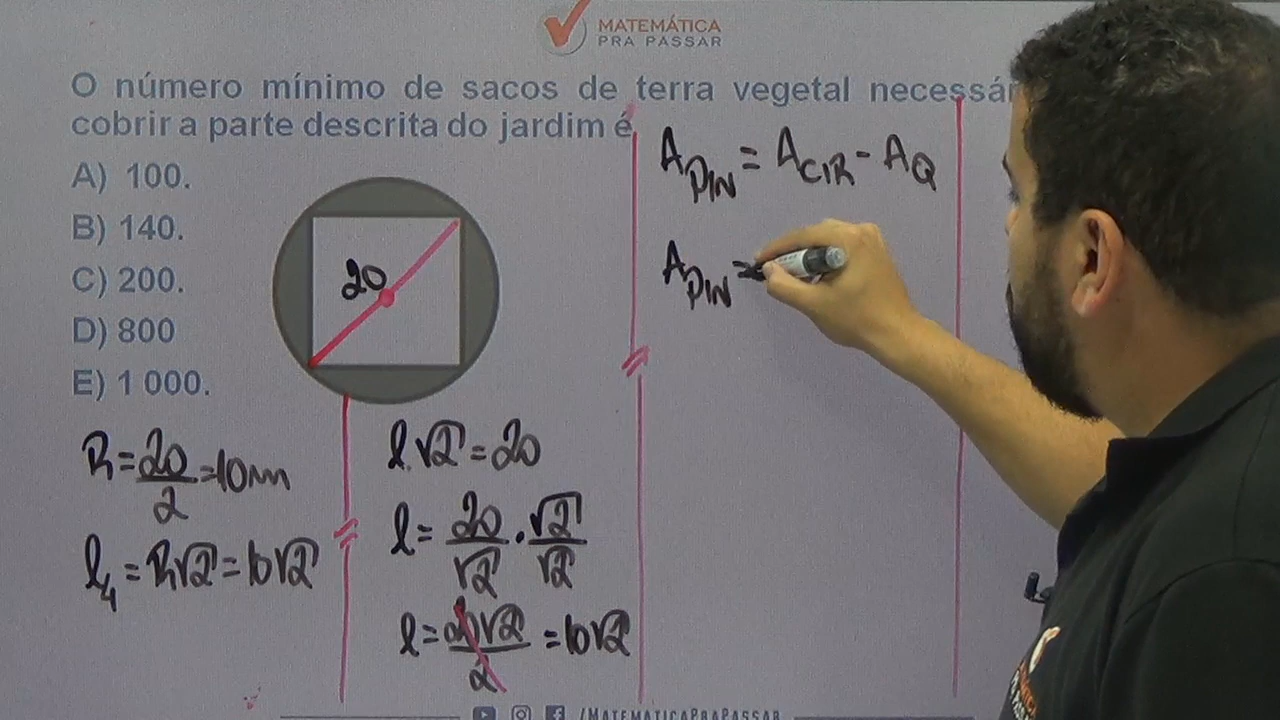 MATEMÁTICA
PRA PASSAR
O número mínimo de sacos de terra vegetal
cobrir a parte descrita do jardim é
A) 100.
B) 140.
C) 200.
D) 800
E) 1 000.
20
R = 20/2 = 10m
l₄ = R√2 = 10√2
l.√2 = 20
l = 20/√2 . √2/√2
l = 20√2/2 = 10√2
A_PIN = A_CIR - A_Q
A_PIN =
/MATEMATICAPRAPASSAR